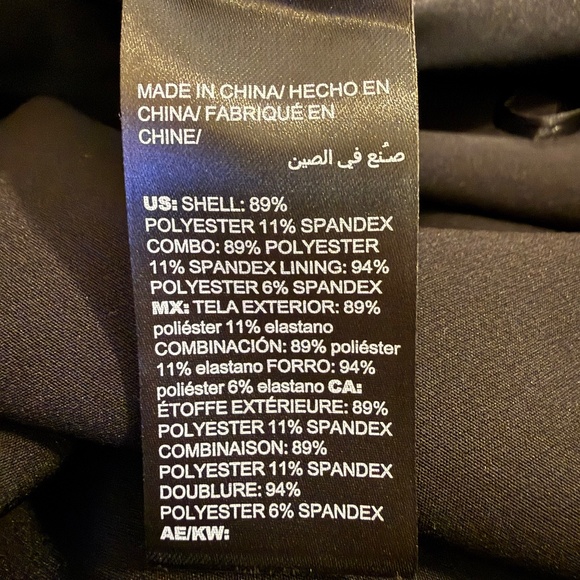 MADE IN CHINA/ HECHO EN
CHINA/ FABRIQUÉ EN
CHINE/
صُنع في الصين
US: SHELL: 89%
POLYESTER 11% SPANDEX
COMBO: 89% POLYESTER
11% SPANDEX LINING: 94%
POLYESTER 6% SPANDEX
MX: TELA EXTERIOR: 89%
poliéster 11% elastano
COMBINACIÓN: 89% poliéster
11% elastano FORRO: 94%
poliéster 6% elastano CA:
ÉTOFFE EXTÉRIEURE: 89%
POLYESTER 11% SPANDEX
COMBINAISON: 89%
POLYESTER 11% SPANDEX
DOUBLURE: 94%
POLYESTER 6% SPANDEX
AE/KW: